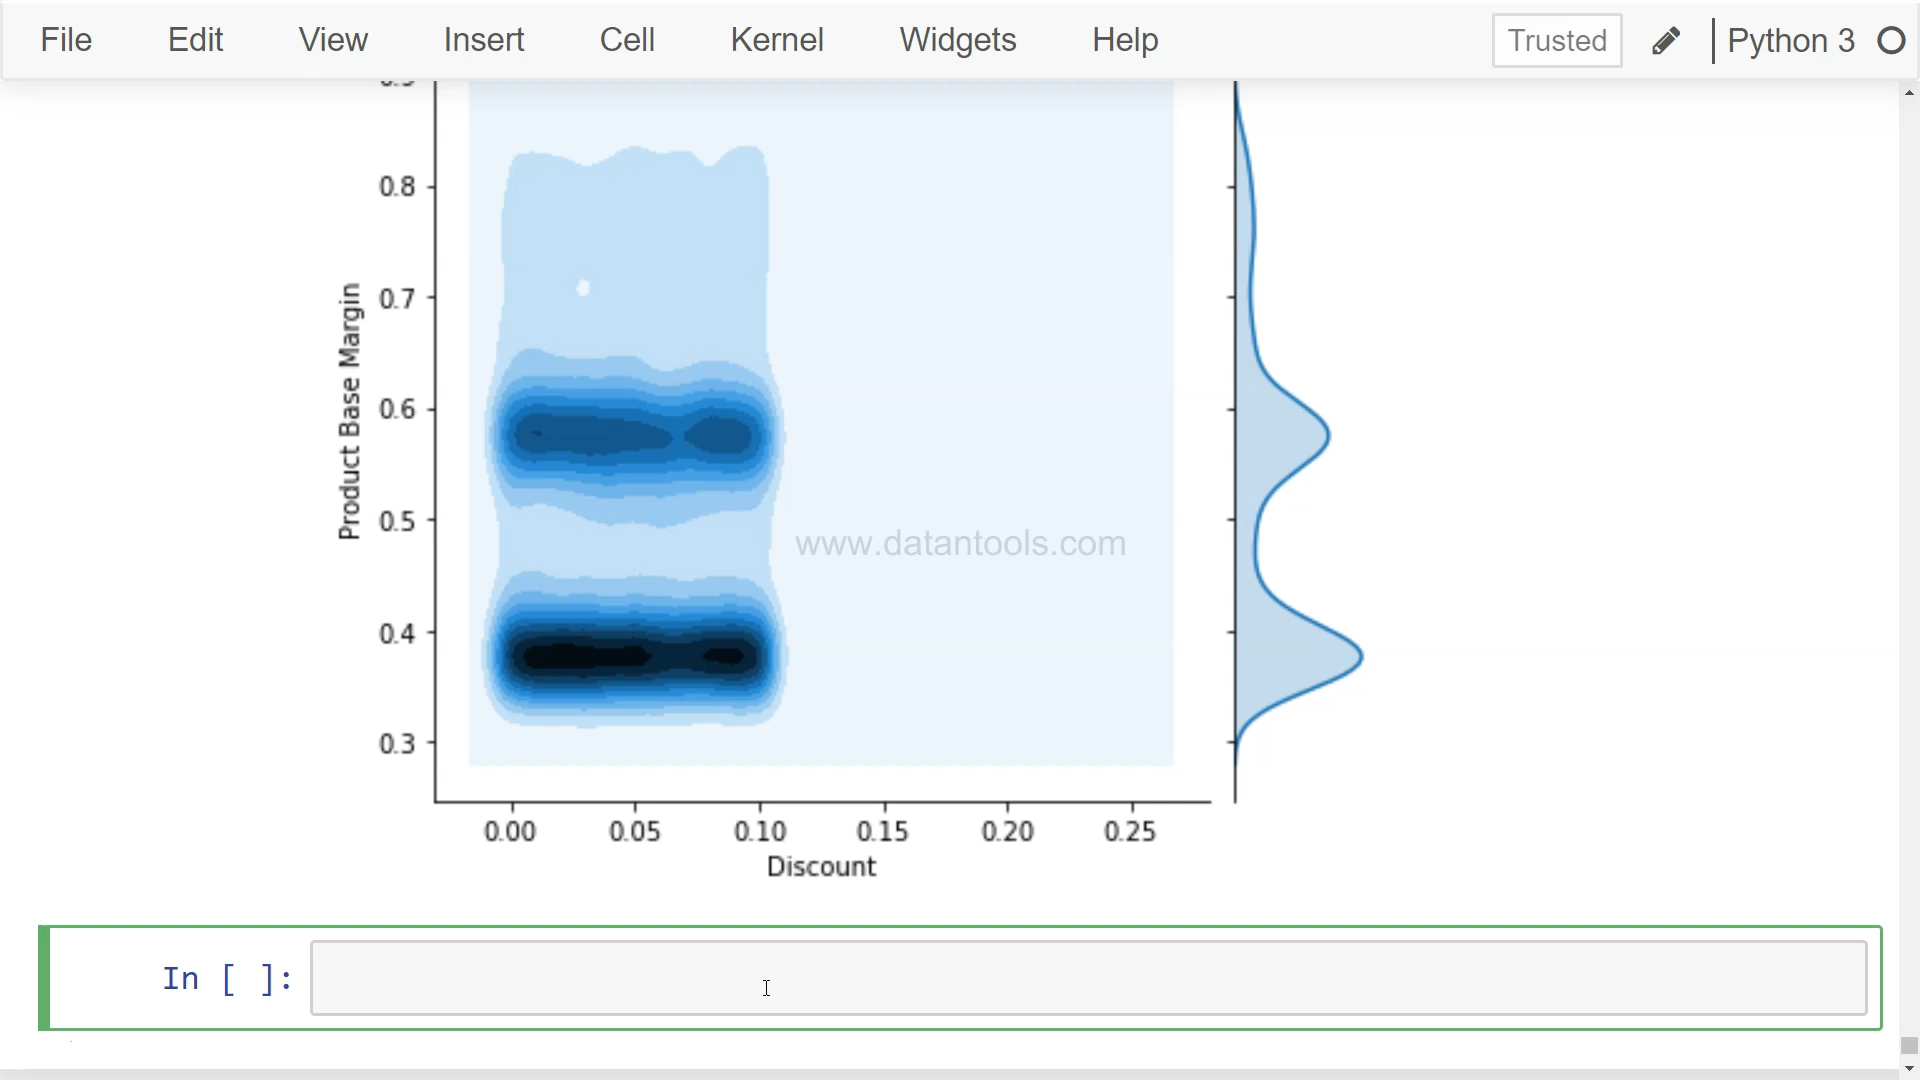 File Edit View Insert Cell Kernel Widgets Help Trusted Python 3
0.8
0.7
0.6
0.5
0.4
0.3
Product Base Margin
www.datantools.com
0.00 0.05 0.10 0.15 0.20 0.25
Discount
In [ ]: